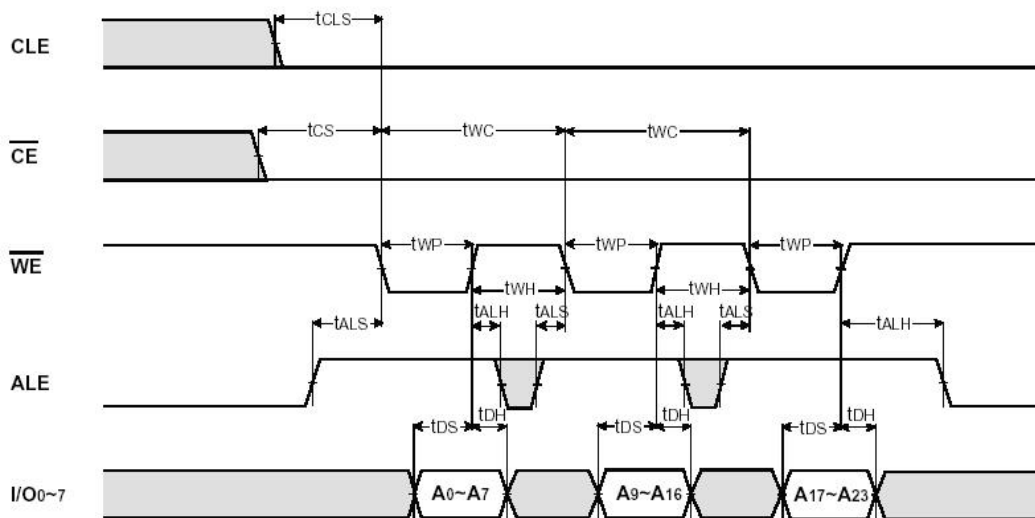 CLE
tCLS
CE
tCS
tWC
tWC
WE
tWP
tWP
tWP
tWH
tWH
tALS
tALH
tALS
tALH
tALS
tALH
ALE
tDS
tDH
tDS
tDH
tDS
tDH
I/O0~7
A0~A7
A9~A16
A17~A23